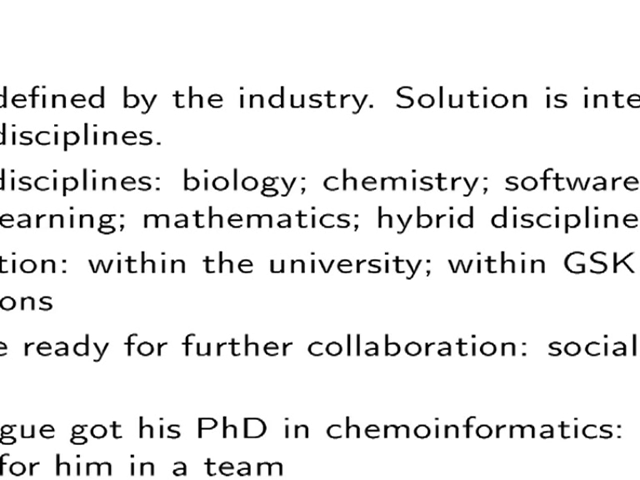 defined by the industry. Solution is inte
disciplines.
disciplines: biology; chemistry; software
earning; mathematics; hybrid discipline
tion: within the university; within GSK
ons
e ready for further collaboration: social
gue got his PhD in chemoinformatics:
for him in a team